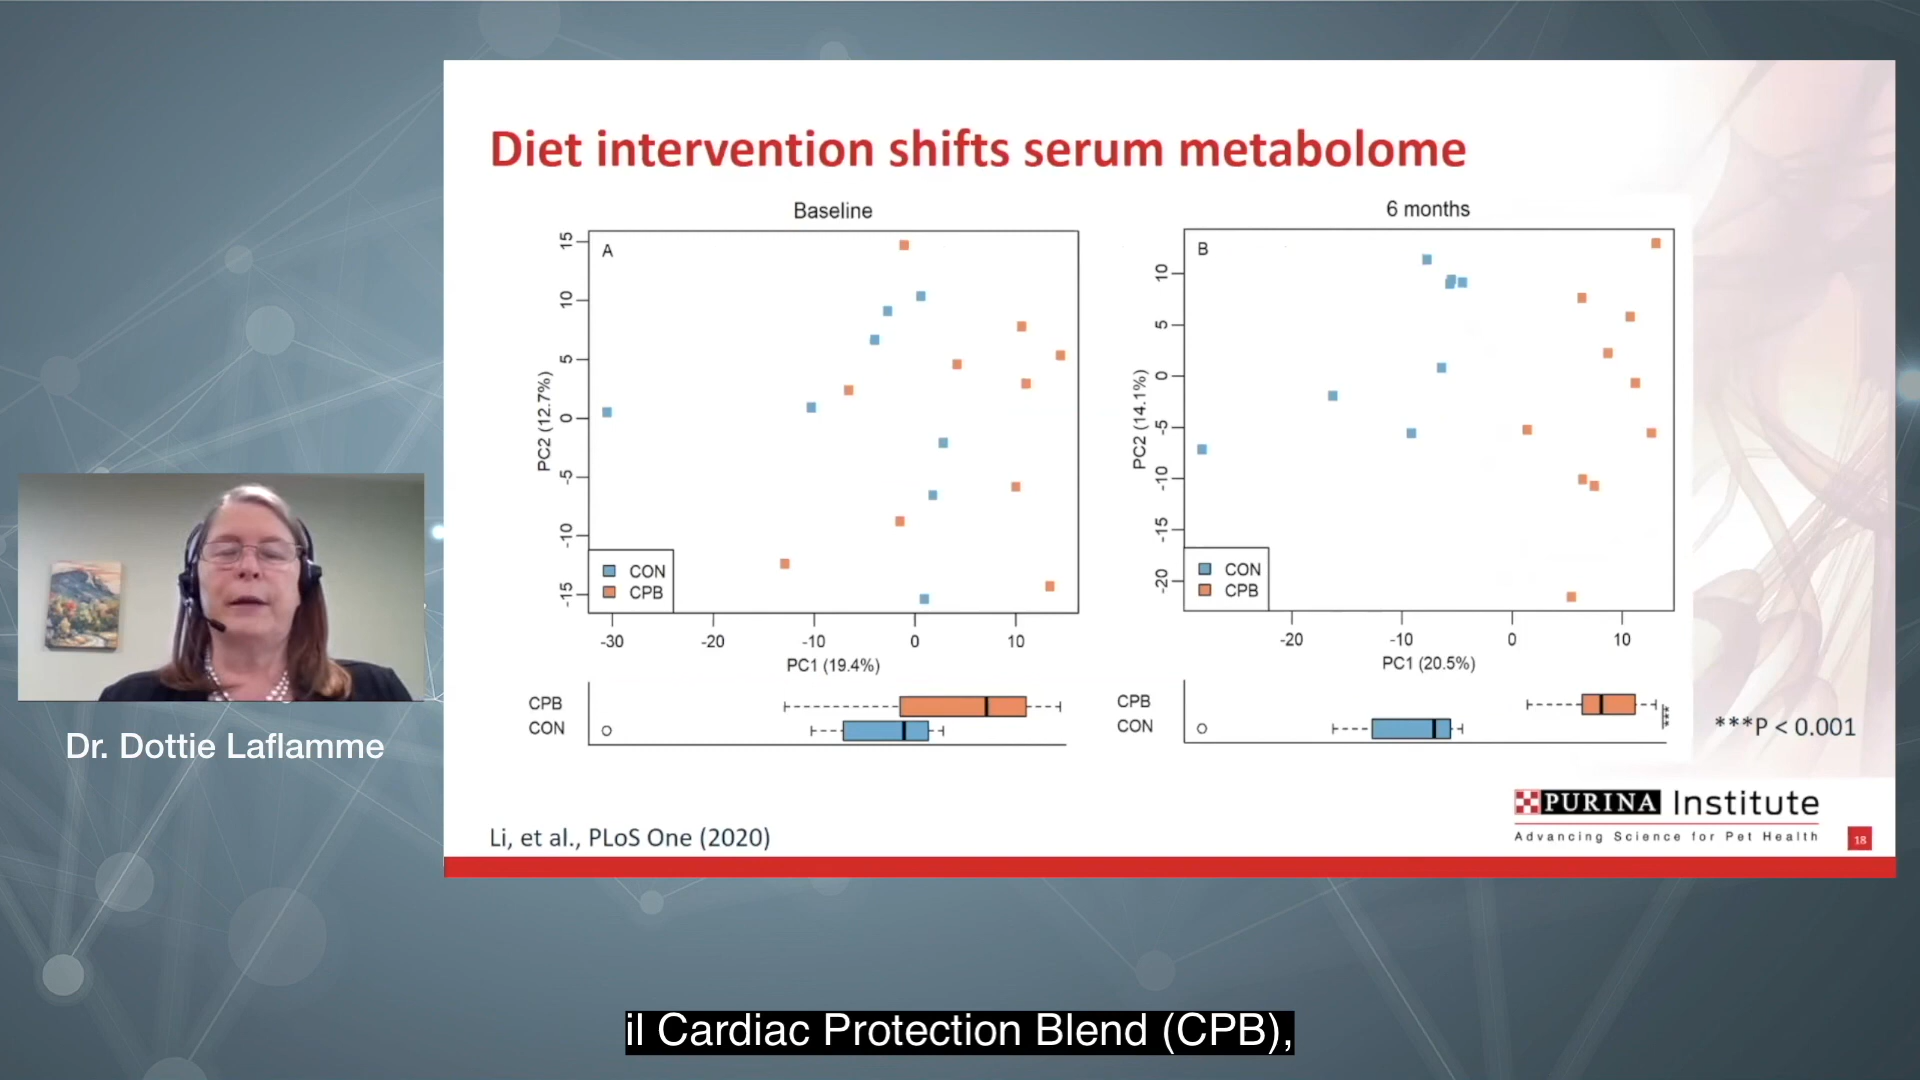 Diet intervention shifts serum metabolome
Baseline
A
15
10
5
0
-5
-10
-15
PC2 (12.7%)
CON
CPB
-30 -20 -10 0 10
PC1 (19.4%)
CPB
CON
6 months
B
10
5
0
-5
-10
-15
-20
PC2 (14.1%)
CON
CPB
-20 -10 0 10
PC1 (20.5%)
CPB
CON
***
***P < 0.001
Dr. Dottie Laflamme
PURINA Institute
Advancing Science for Pet Health
Li, et al., PLoS One (2020)
18
il Cardiac Protection Blend (CPB),